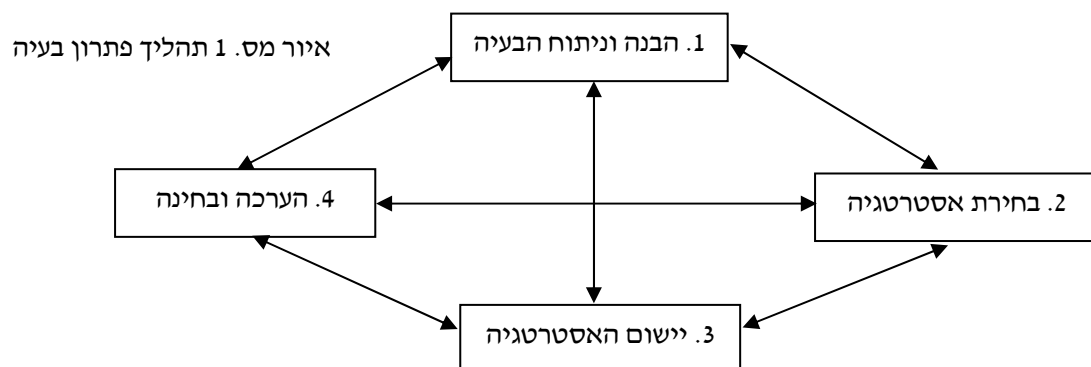 איור מס. 1 תהליך פתרון בעיה
1. הבנה וניתוח הבעיה
2. בחירת אסטרטגיה
4. הערכה ובחינה
3. יישום האסטרטגיה